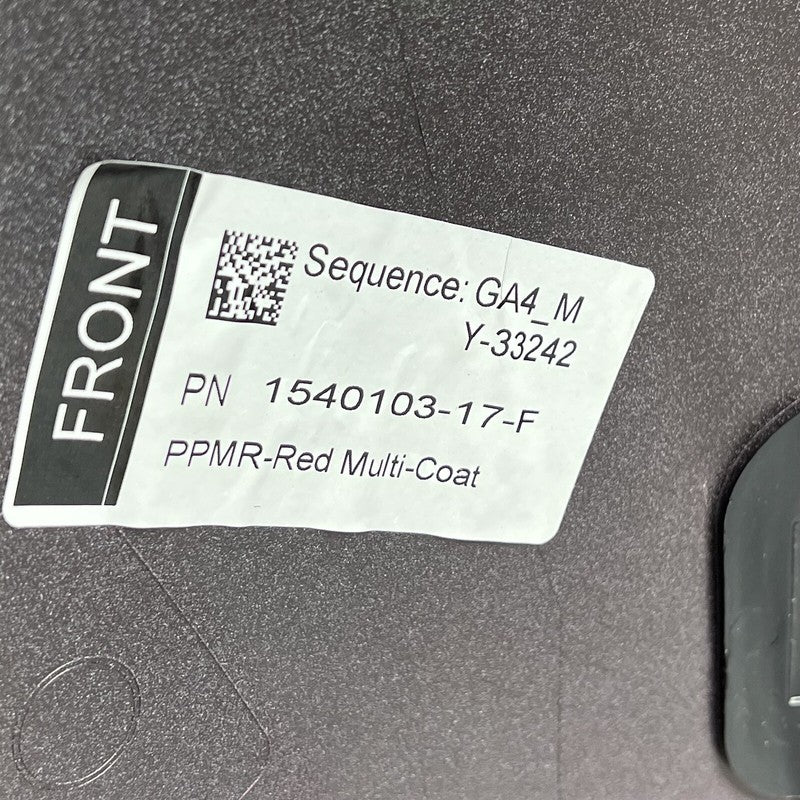 FRONT
Sequence: GA4_M
Y-33242
PN 1540103-17-F
PPMR-Red Multi-Coat